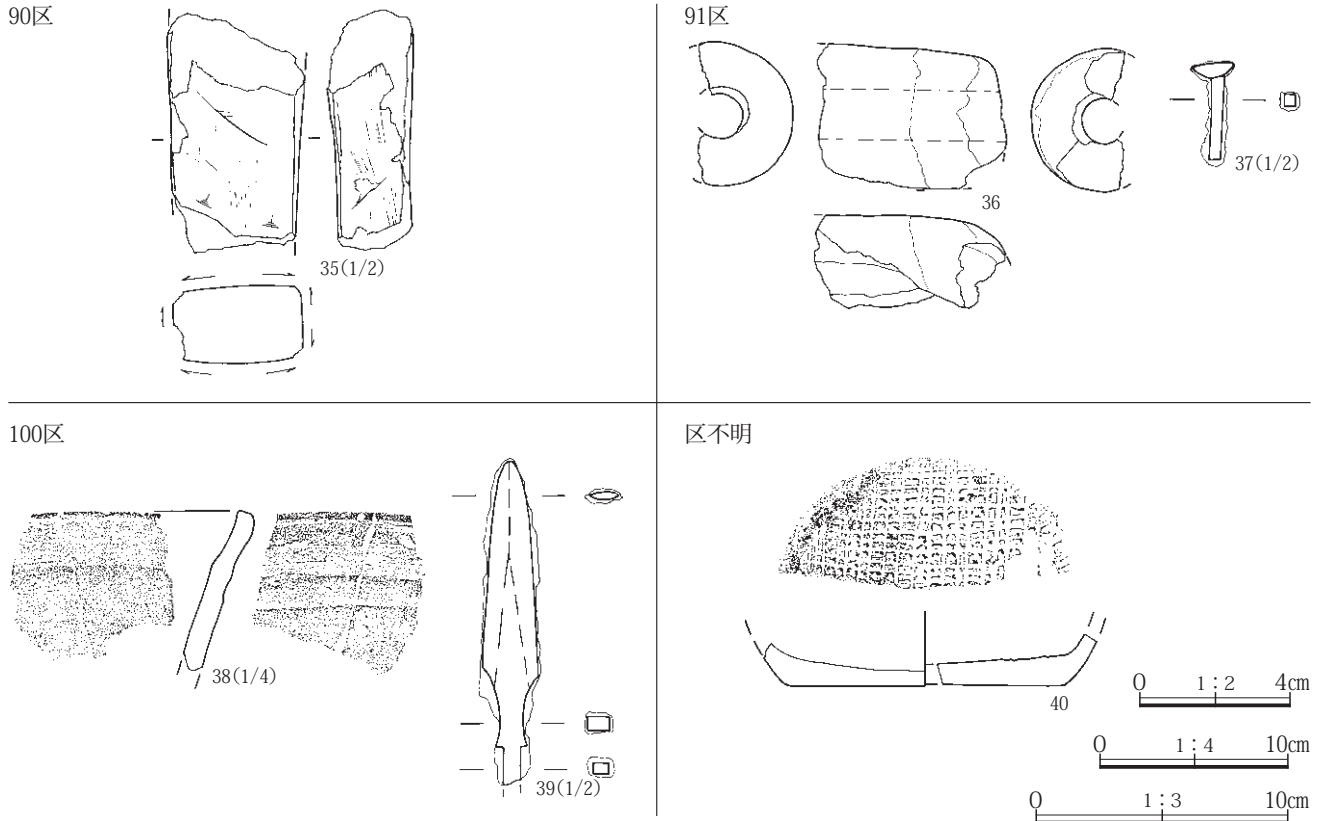 90区
35(1/2)
91区
36
37(1/2)
100区
38(1/4)
39(1/2)
区不明
40
0 1：2 4㎝
0 1：4 10㎝
0 1：3 10㎝